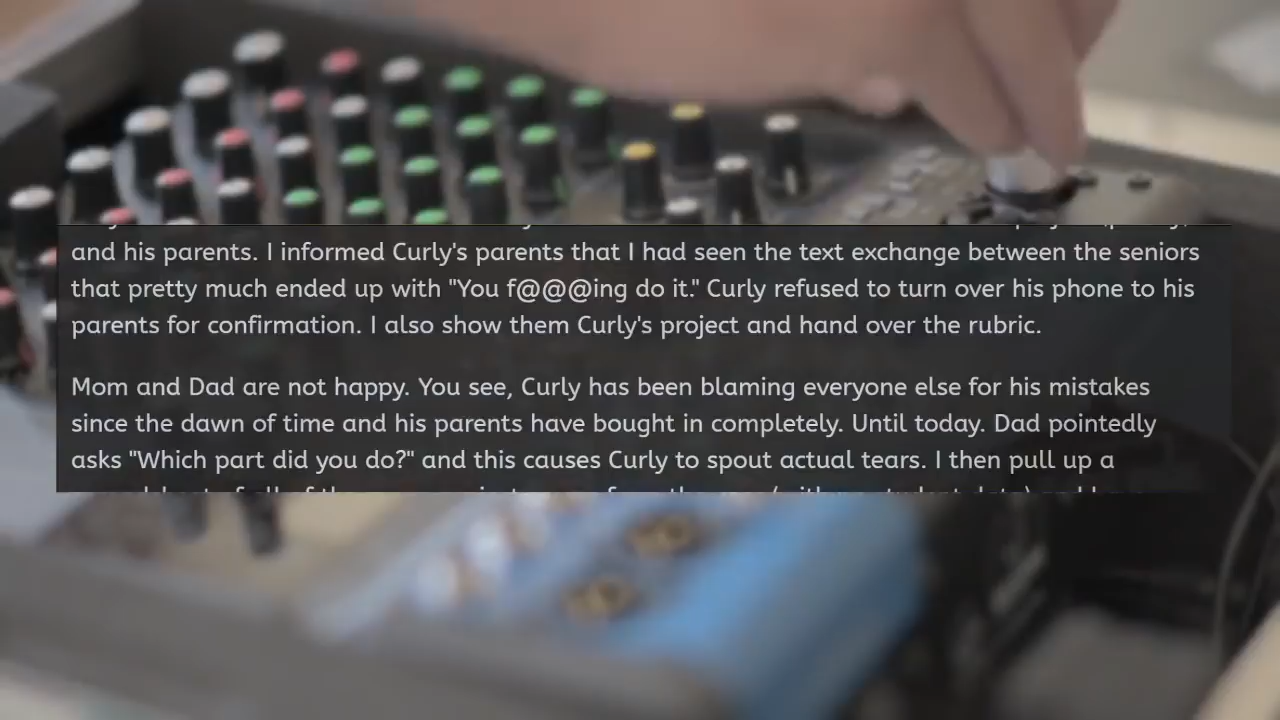 and his parents. I informed Curly's parents that I had seen the text exchange between the seniors
that pretty much ended up with "You f@@@ing do it." Curly refused to turn over his phone to his
parents for confirmation. I also show them Curly's project and hand over the rubric.
Mom and Dad are not happy. You see, Curly has been blaming everyone else for his mistakes
since the dawn of time and his parents have bought in completely. Until today. Dad pointedly
asks "Which part did you do?" and this causes Curly to spout actual tears. I then pull up a